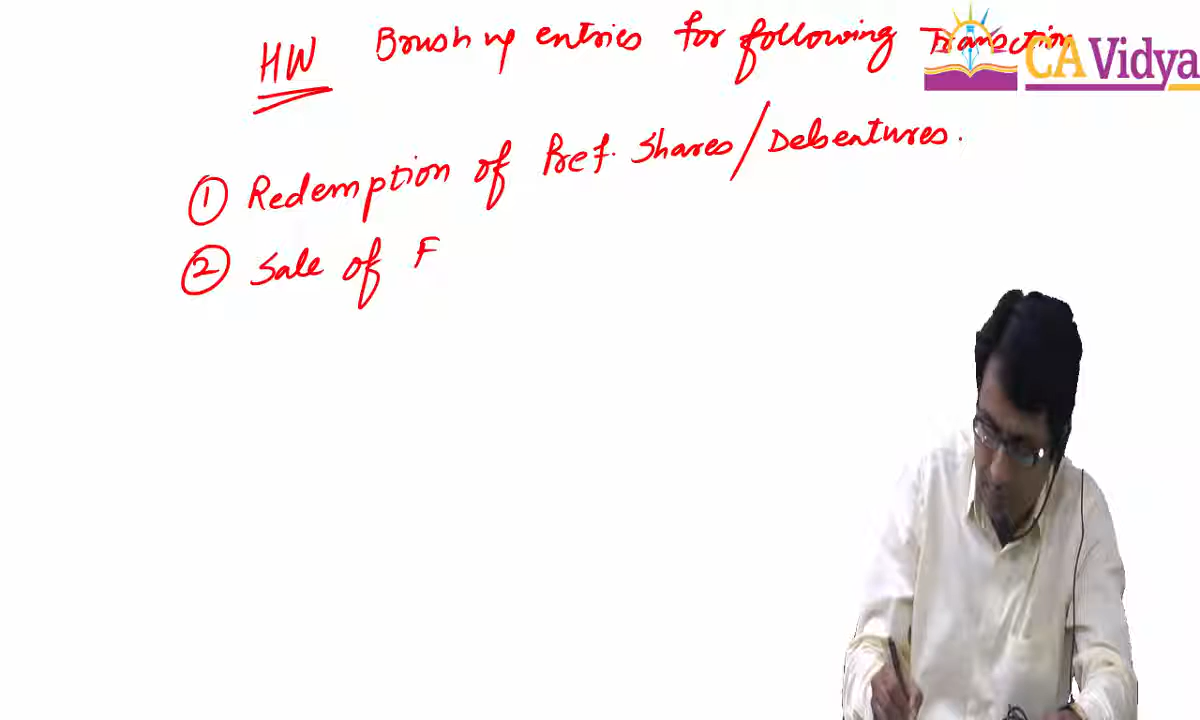 HW Brush up entries for following Transaction
CA Vidya
① Redemption of Pref. Shares/Debentures.
② Sale of F